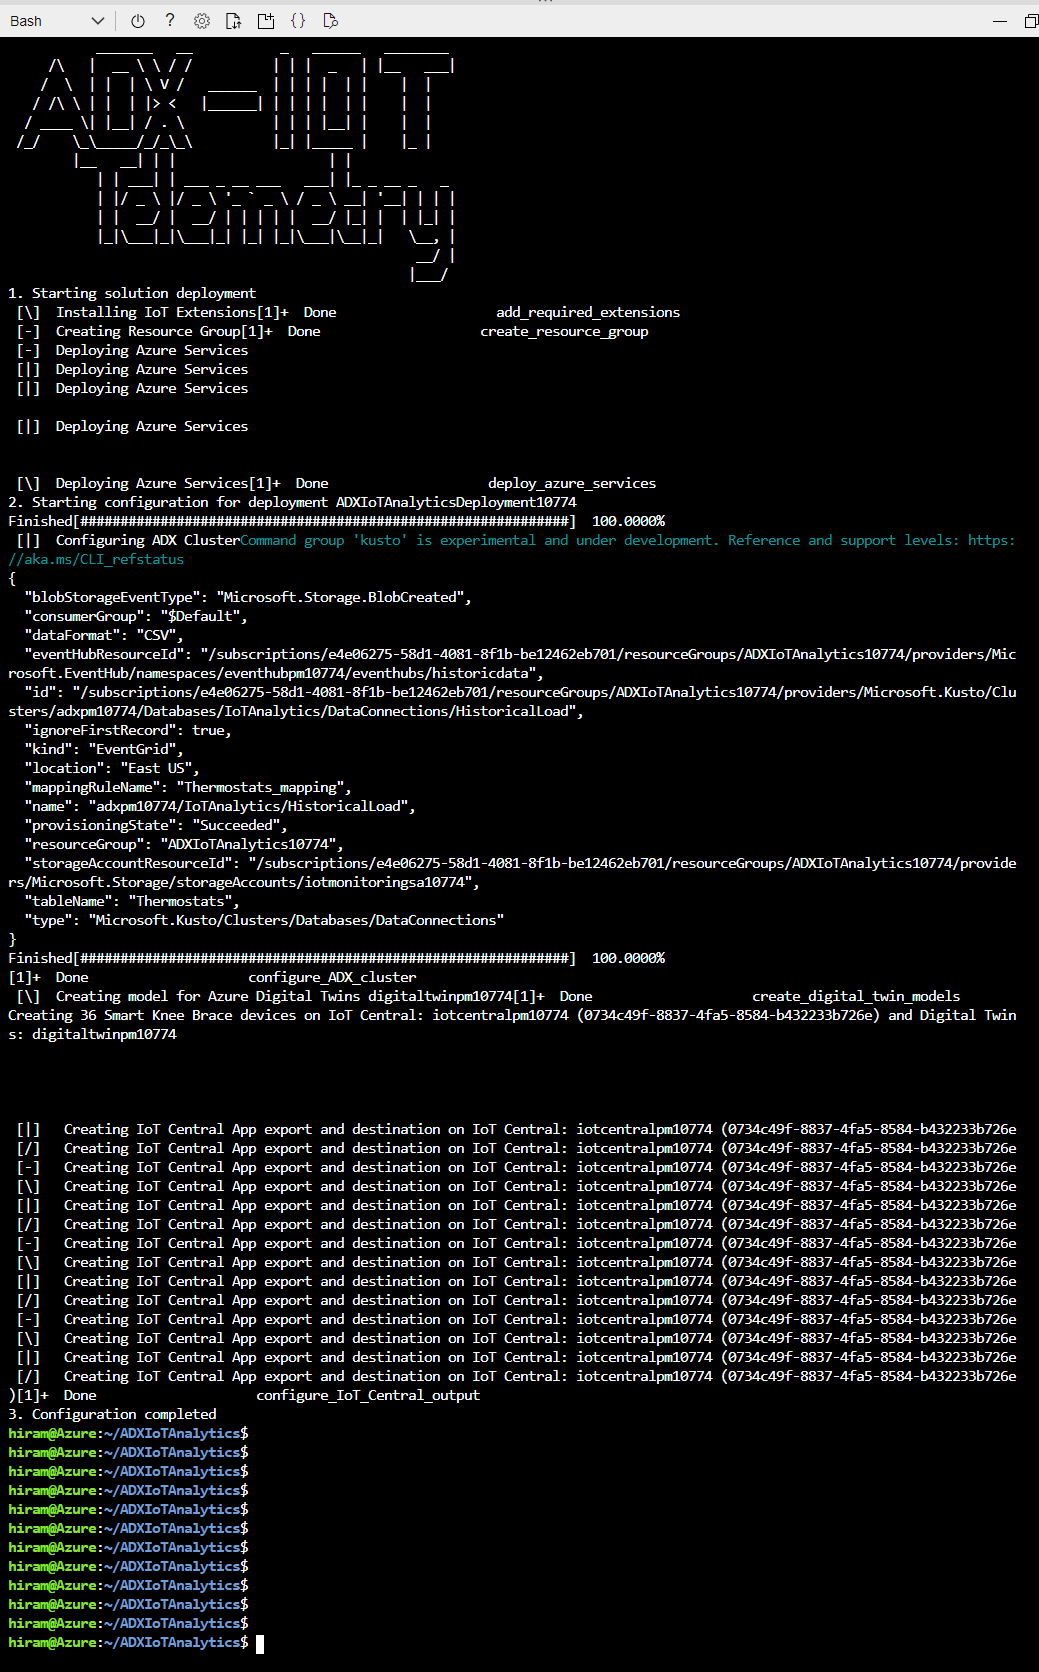 Bash
ADX-IOT
Telemetry
1. Starting solution deployment
[\]  Installing IoT Extensions[1]+  Done                    add_required_extensions
[-]  Creating Resource Group[1]+  Done                    create_resource_group
[-]  Deploying Azure Services
[|]  Deploying Azure Services
[|]  Deploying Azure Services
[|]  Deploying Azure Services
[\]  Deploying Azure Services[1]+  Done                    deploy_azure_services
2. Starting configuration for deployment ADXIoTAnalyticsDeployment10774
Finished[#############################################################]  100.0000%
[|]  Configuring ADX ClusterCommand group 'kusto' is experimental and under development. Reference and support levels: https:
//aka.ms/CLI_refstatus
{
  "blobStorageEventType": "Microsoft.Storage.BlobCreated",
  "consumerGroup": "$Default",
  "dataFormat": "CSV",
  "eventHubResourceId": "/subscriptions/e4e06275-58d1-4081-8f1b-be12462eb701/resourceGroups/ADXIoTAnalytics10774/providers/Mic
rosoft.EventHub/namespaces/eventhubpm10774/eventhubs/historicdata",
  "id": "/subscriptions/e4e06275-58d1-4081-8f1b-be12462eb701/resourceGroups/ADXIoTAnalytics10774/providers/Microsoft.Kusto/Clu
sters/adxpm10774/Databases/IoTAnalytics/DataConnections/HistoricalLoad",
  "ignoreFirstRecord": true,
  "kind": "EventGrid",
  "location": "East US",
  "mappingRuleName": "Thermostats_mapping",
  "name": "adxpm10774/IoTAnalytics/HistoricalLoad",
  "provisioningState": "Succeeded",
  "resourceGroup": "ADXIoTAnalytics10774",
  "storageAccountResourceId": "/subscriptions/e4e06275-58d1-4081-8f1b-be12462eb701/resourceGroups/ADXIoTAnalytics10774/provide
rs/Microsoft.Storage/storageAccounts/iotmonitoringsa10774",
  "tableName": "Thermostats",
  "type": "Microsoft.Kusto/Clusters/Databases/DataConnections"
}
Finished[#############################################################]  100.0000%
[1]+  Done                    configure_ADX_cluster
[\]  Creating model for Azure Digital Twins digitaltwinpm10774[1]+  Done                    create_digital_twin_models
Creating 36 Smart Knee Brace devices on IoT Central: iotcentralpm10774 (0734c49f-8837-4fa5-8584-b432233b726e) and Digital Twin
s: digitaltwinpm10774
[|]   Creating IoT Central App export and destination on IoT Central: iotcentralpm10774 (0734c49f-8837-4fa5-8584-b432233b726e
[/]   Creating IoT Central App export and destination on IoT Central: iotcentralpm10774 (0734c49f-8837-4fa5-8584-b432233b726e
[-]   Creating IoT Central App export and destination on IoT Central: iotcentralpm10774 (0734c49f-8837-4fa5-8584-b432233b726e
[\]   Creating IoT Central App export and destination on IoT Central: iotcentralpm10774 (0734c49f-8837-4fa5-8584-b432233b726e
[|]   Creating IoT Central App export and destination on IoT Central: iotcentralpm10774 (0734c49f-8837-4fa5-8584-b432233b726e
[/]   Creating IoT Central App export and destination on IoT Central: iotcentralpm10774 (0734c49f-8837-4fa5-8584-b432233b726e
[-]   Creating IoT Central App export and destination on IoT Central: iotcentralpm10774 (0734c49f-8837-4fa5-8584-b432233b726e
[\]   Creating IoT Central App export and destination on IoT Central: iotcentralpm10774 (0734c49f-8837-4fa5-8584-b432233b726e
[|]   Creating IoT Central App export and destination on IoT Central: iotcentralpm10774 (0734c49f-8837-4fa5-8584-b432233b726e
[/]   Creating IoT Central App export and destination on IoT Central: iotcentralpm10774 (0734c49f-8837-4fa5-8584-b432233b726e
[-]   Creating IoT Central App export and destination on IoT Central: iotcentralpm10774 (0734c49f-8837-4fa5-8584-b432233b726e
[\]   Creating IoT Central App export and destination on IoT Central: iotcentralpm10774 (0734c49f-8837-4fa5-8584-b432233b726e
[|]   Creating IoT Central App export and destination on IoT Central: iotcentralpm10774 (0734c49f-8837-4fa5-8584-b432233b726e
[/]   Creating IoT Central App export and destination on IoT Central: iotcentralpm10774 (0734c49f-8837-4fa5-8584-b432233b726e
)[1]+  Done                    configure_IoT_Central_output
3. Configuration completed
hiram@Azure:~/ADXIoTAnalytics$
hiram@Azure:~/ADXIoTAnalytics$
hiram@Azure:~/ADXIoTAnalytics$
hiram@Azure:~/ADXIoTAnalytics$
hiram@Azure:~/ADXIoTAnalytics$
hiram@Azure:~/ADXIoTAnalytics$
hiram@Azure:~/ADXIoTAnalytics$
hiram@Azure:~/ADXIoTAnalytics$
hiram@Azure:~/ADXIoTAnalytics$
hiram@Azure:~/ADXIoTAnalytics$
hiram@Azure:~/ADXIoTAnalytics$
hiram@Azure:~/ADXIoTAnalytics$